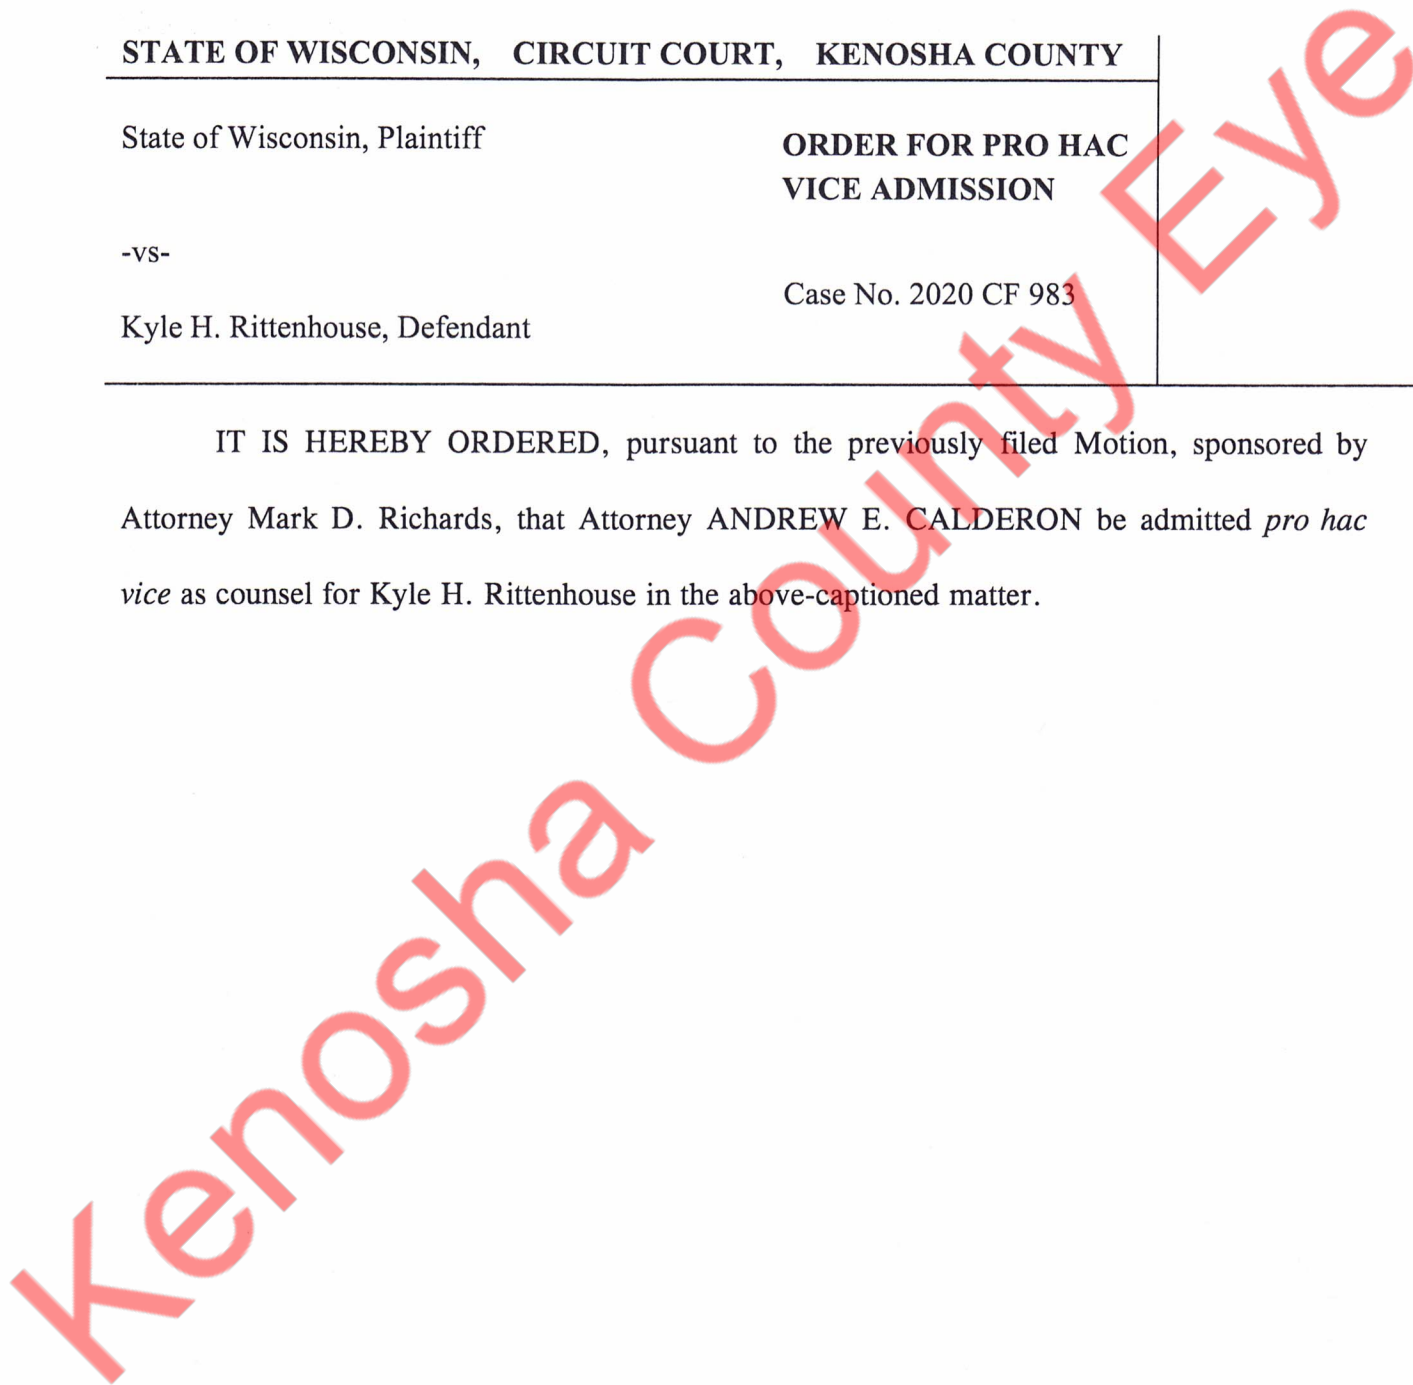 STATE OF WISCONSIN, CIRCUIT COURT, KENOSHA COUNTY
State of Wisconsin, Plaintiff
ORDER FOR PRO HAC
VICE ADMISSION
-vs-
Case No. 2020 CF 983
Kyle H. Rittenhouse, Defendant
IT IS HEREBY ORDERED, pursuant to the previously filed Motion, sponsored by
Attorney Mark D. Richards, that Attorney ANDREW E. CALDERON be admitted pro hac
vice as counsel for Kyle H. Rittenhouse in the above-captioned matter.
Kenosha County Eye